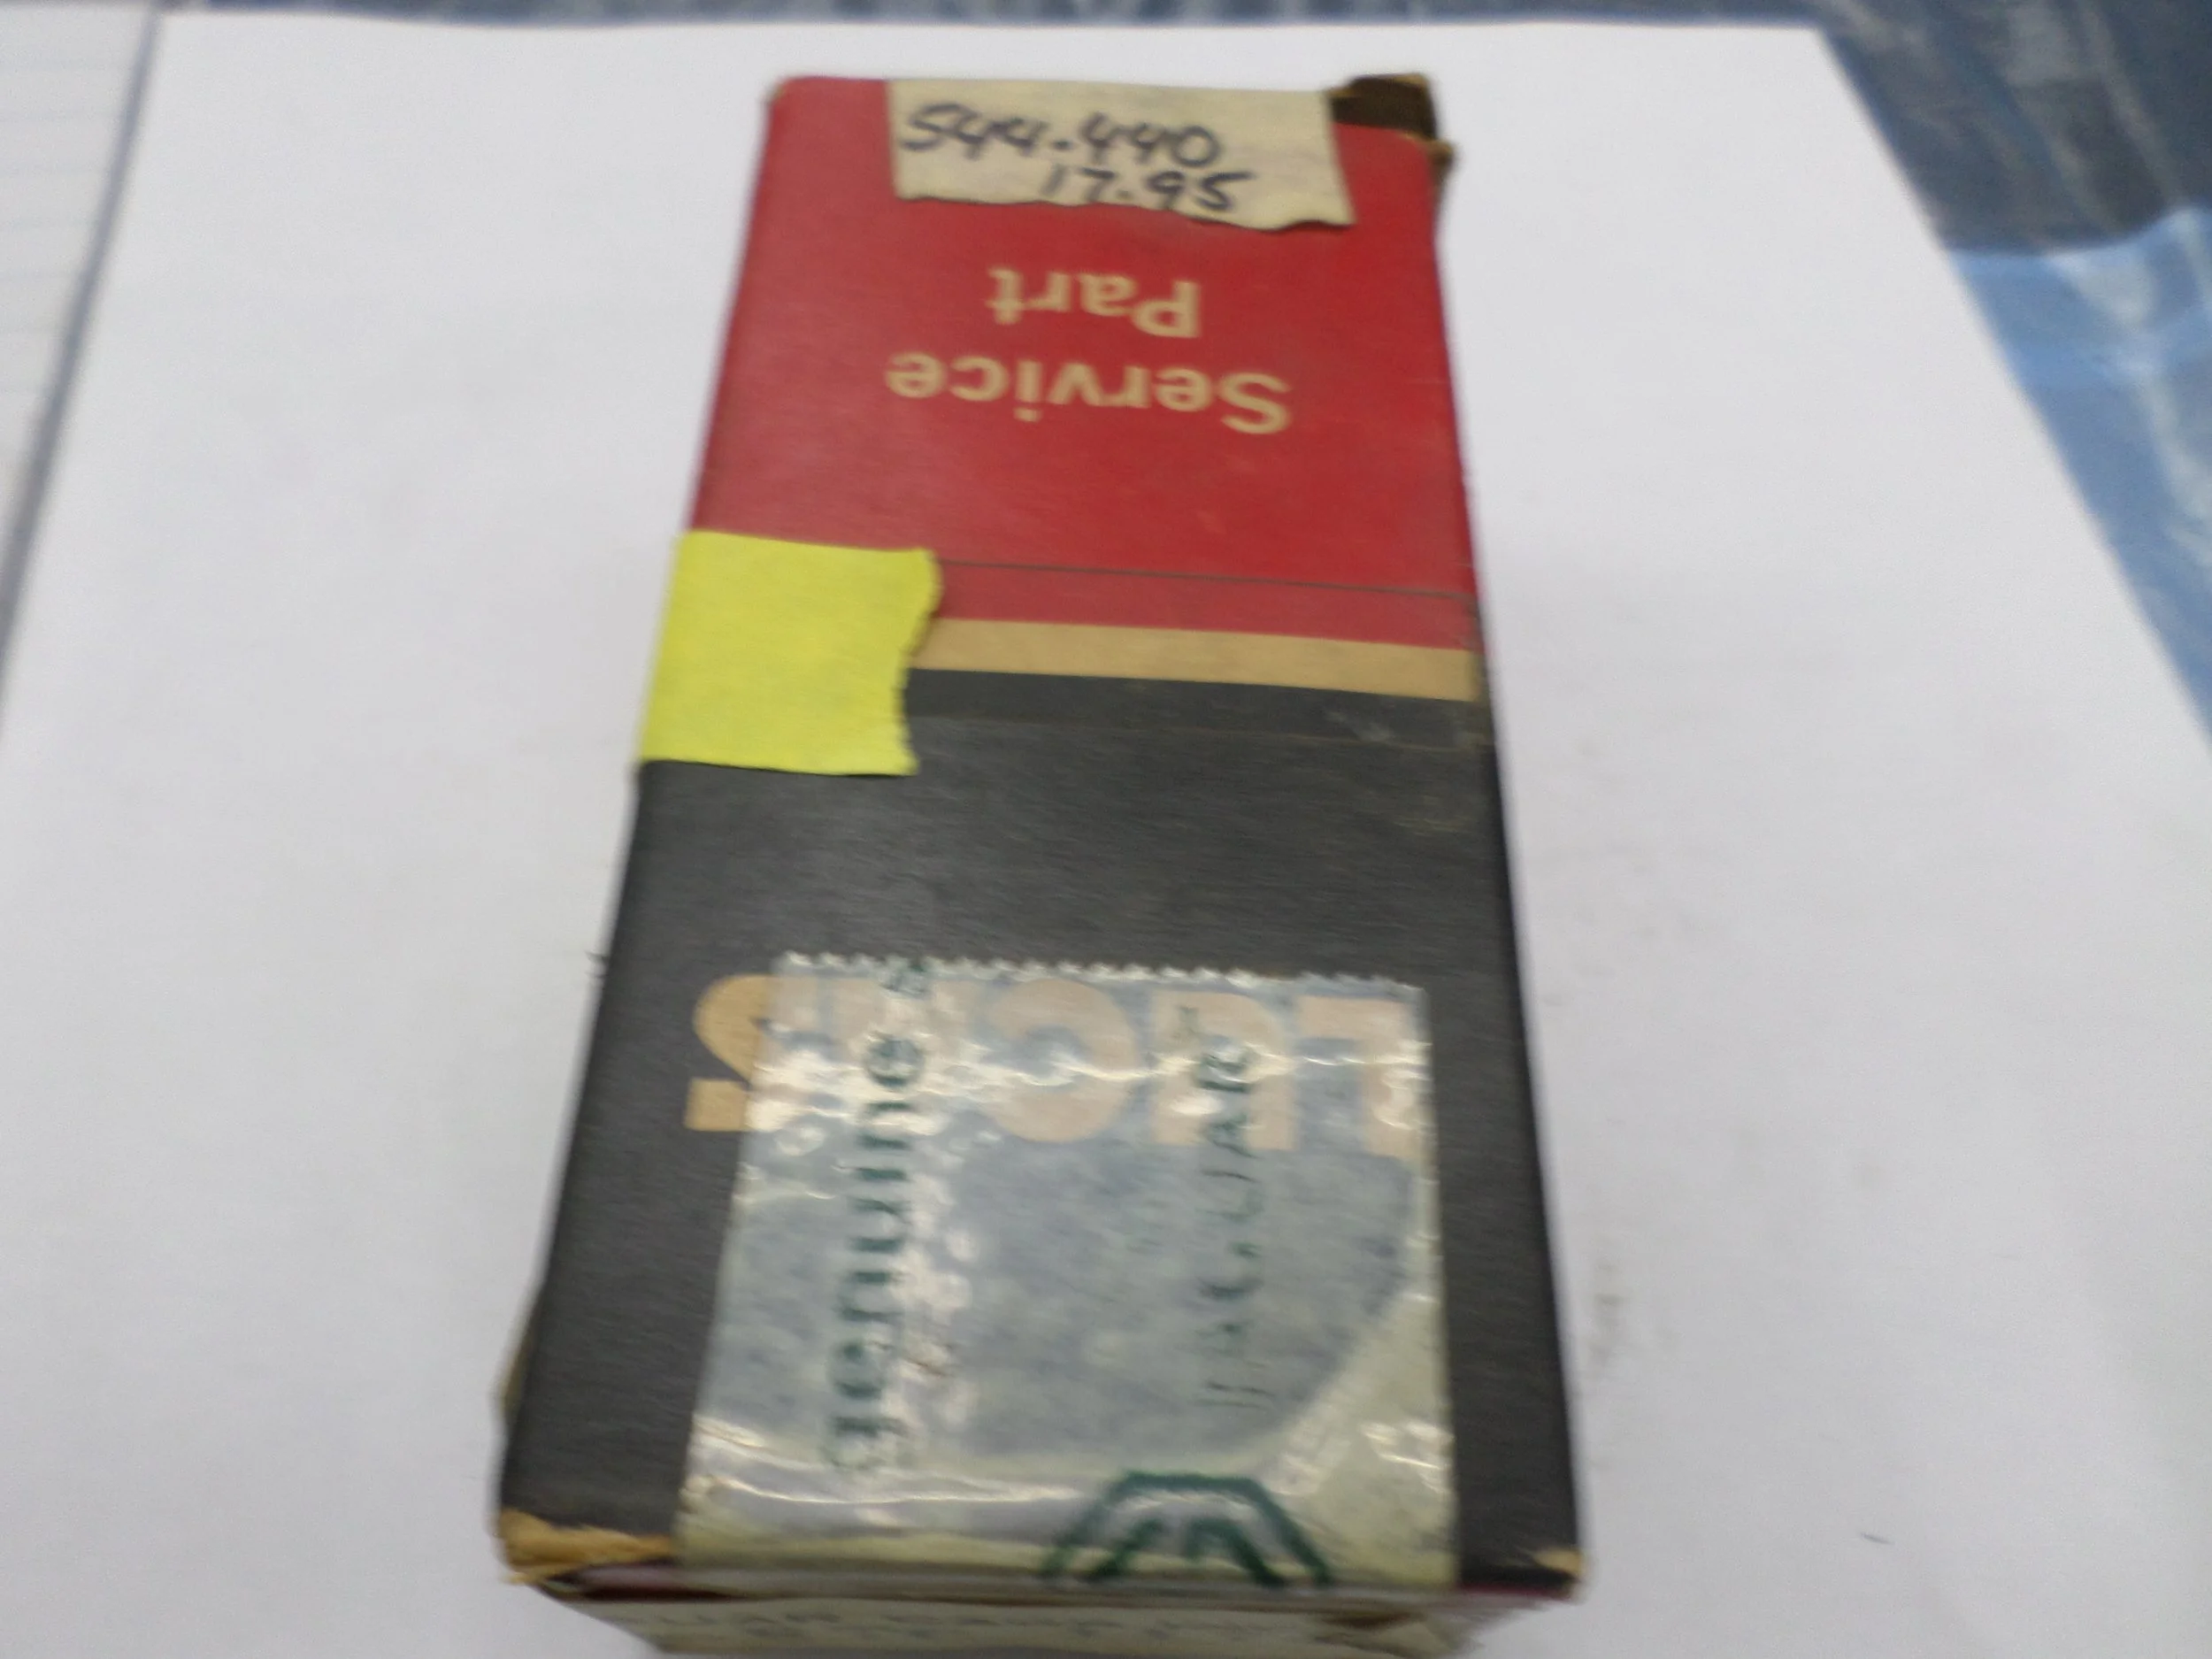 544.440
17.95
Service
Part
LUCAS
genuine
JAGUAR